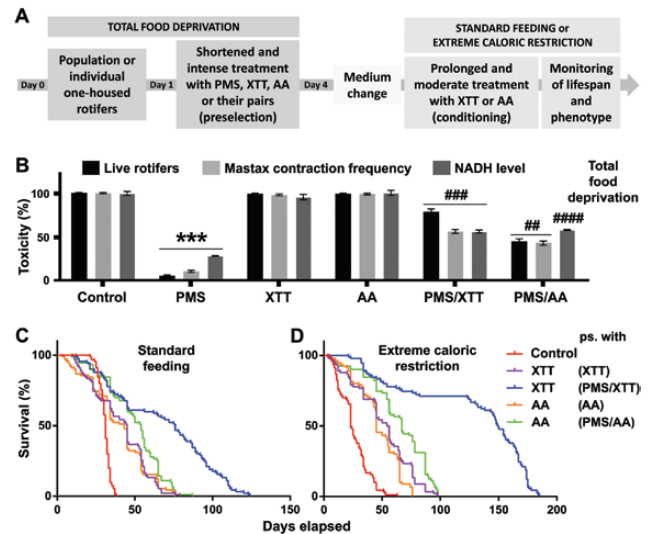 A
TOTAL FOOD DEPRIVATION
STANDARD FEEDING or
EXTREME CALORIC RESTRICTION
Day 0
Population or
individual
one-housed
rotifers
Day 1
Shortened and
intense treatment
with PMS, XTT, AA
or their pairs
(preselection)
Day 4
Medium
change
Prolonged and
moderate treatment
with XTT or AA
(conditioning)
Monitoring
of lifespan
and
phenotype
B
Live rotifers
Mastax contraction frequency
NADH level
Total
food
deprivation
Toxicity (%)
100
50
0
***
###
##
####
Control
PMS
XTT
AA
PMS/XTT
PMS/AA
C
Standard
feeding
Survival (%)
100
50
0
0
50
100
150
D
Extreme caloric
restriction
100
50
0
0
50
100
150
200
Days elapsed
ps. with
Control
XTT (XTT)
XTT (PMS/XTT)
AA (AA)
AA (PMS/AA)